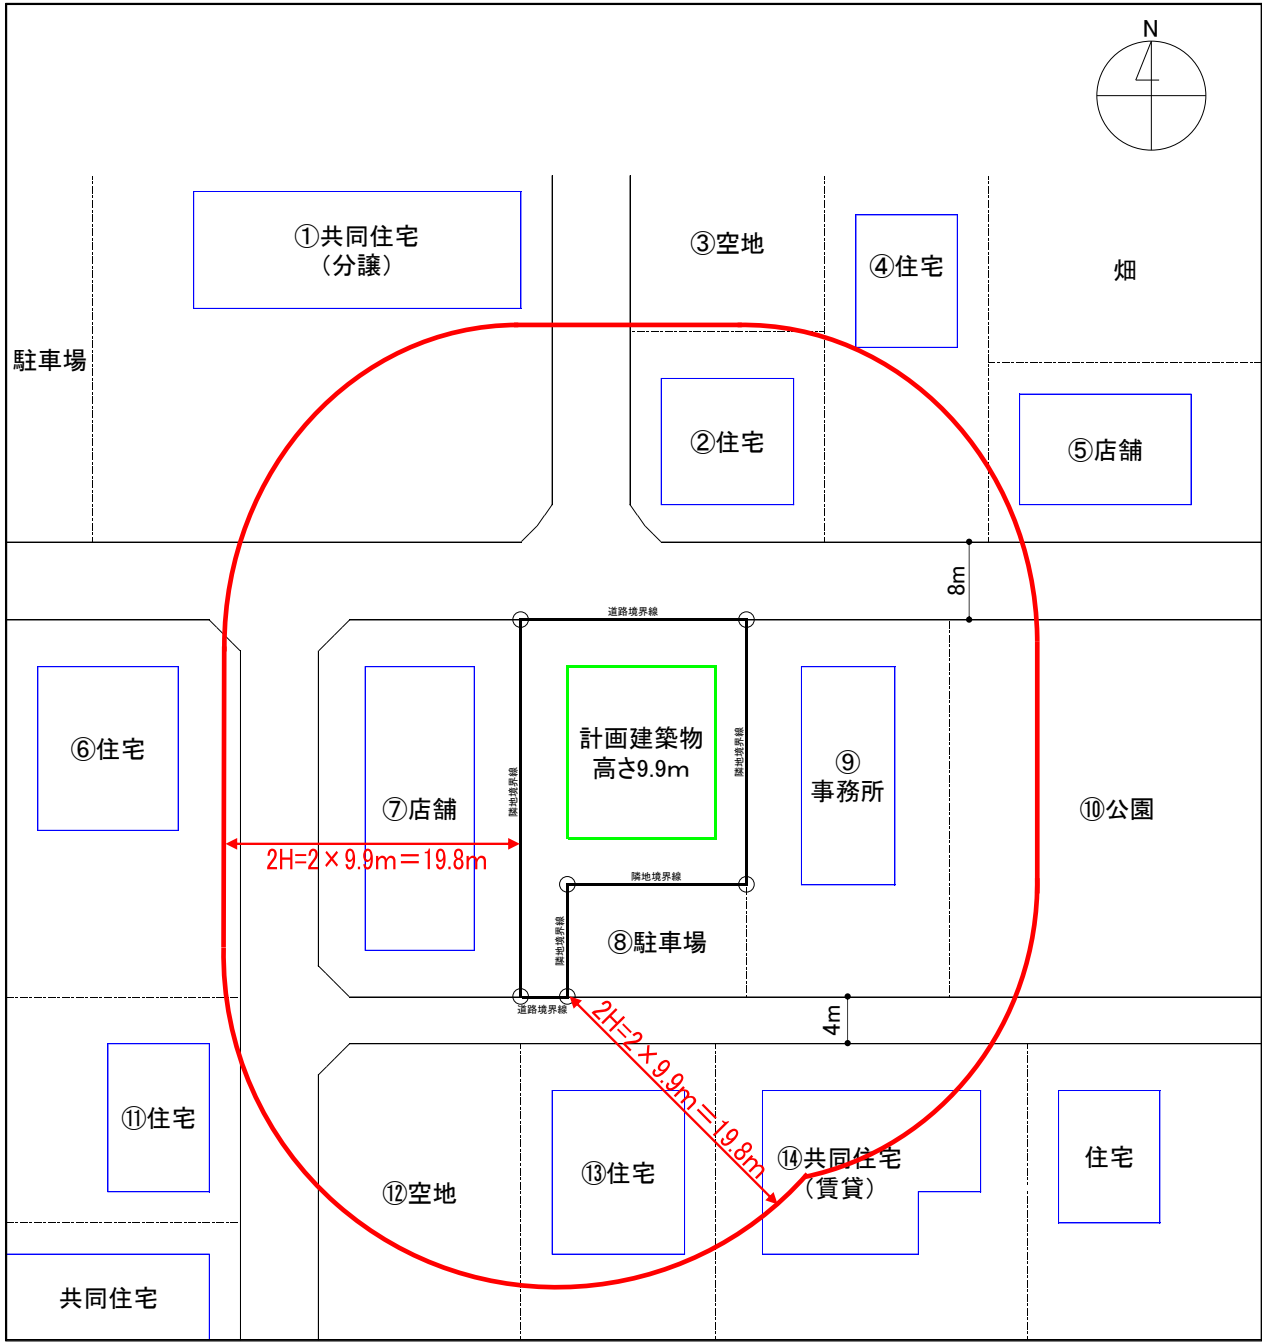 N
①共同住宅
（分譲）
③空地
④住宅
畑
駐車場
②住宅
⑤店舗
8m
道路境界線
計画建築物
高さ9.9m
隣地境界線
隣地境界線
⑥住宅
⑦店舗
⑨
事務所
⑩公園
2H=2×9.9m＝19.8m
隣地境界線
隣地境界線
⑧駐車場
道路境界線
2H=2×9.9m＝19.8m
4m
⑪住宅
⑫空地
⑬住宅
⑭共同住宅
（賃貸）
住宅
共同住宅